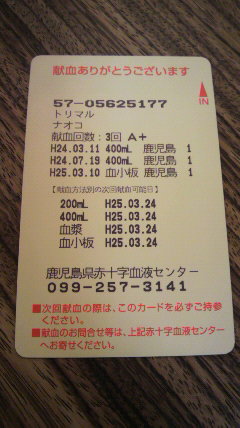 献血ありがとうございます
IN
57-05625177
トリマル
ナオコ
献血回数:3回 A+
H24.03.11 400mL 鹿児島 1
H24.07.19 400mL 鹿児島 1
H25.03.10 血小板 鹿児島 1
【献血方法別の次回献血可能日】
200mL H25.03.24
400mL H25.03.24
血漿 H25.03.24
血小板 H25.03.24
鹿児島県赤十字血液センター
099-257-3141
■次回献血の際は、このカードを必ずご持参
ください。
■献血のお問合せ等は、上記赤十字血液センター
へお寄せください。